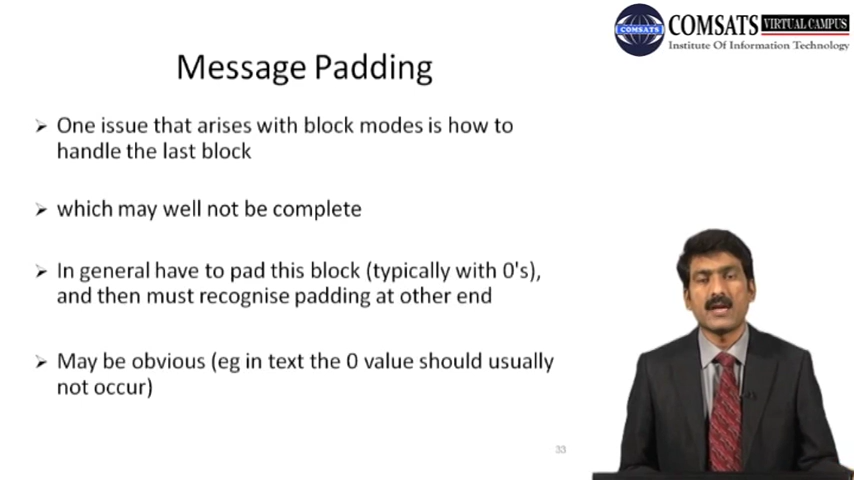 COMSATS
COMSATS VIRTUAL CAMPUS
Institute Of Information Technology
Message Padding
➢ One issue that arises with block modes is how to
handle the last block
➢ which may well not be complete
➢ In general have to pad this block (typically with 0's),
and then must recognise padding at other end
➢ May be obvious (eg in text the 0 value should usually
not occur)
33